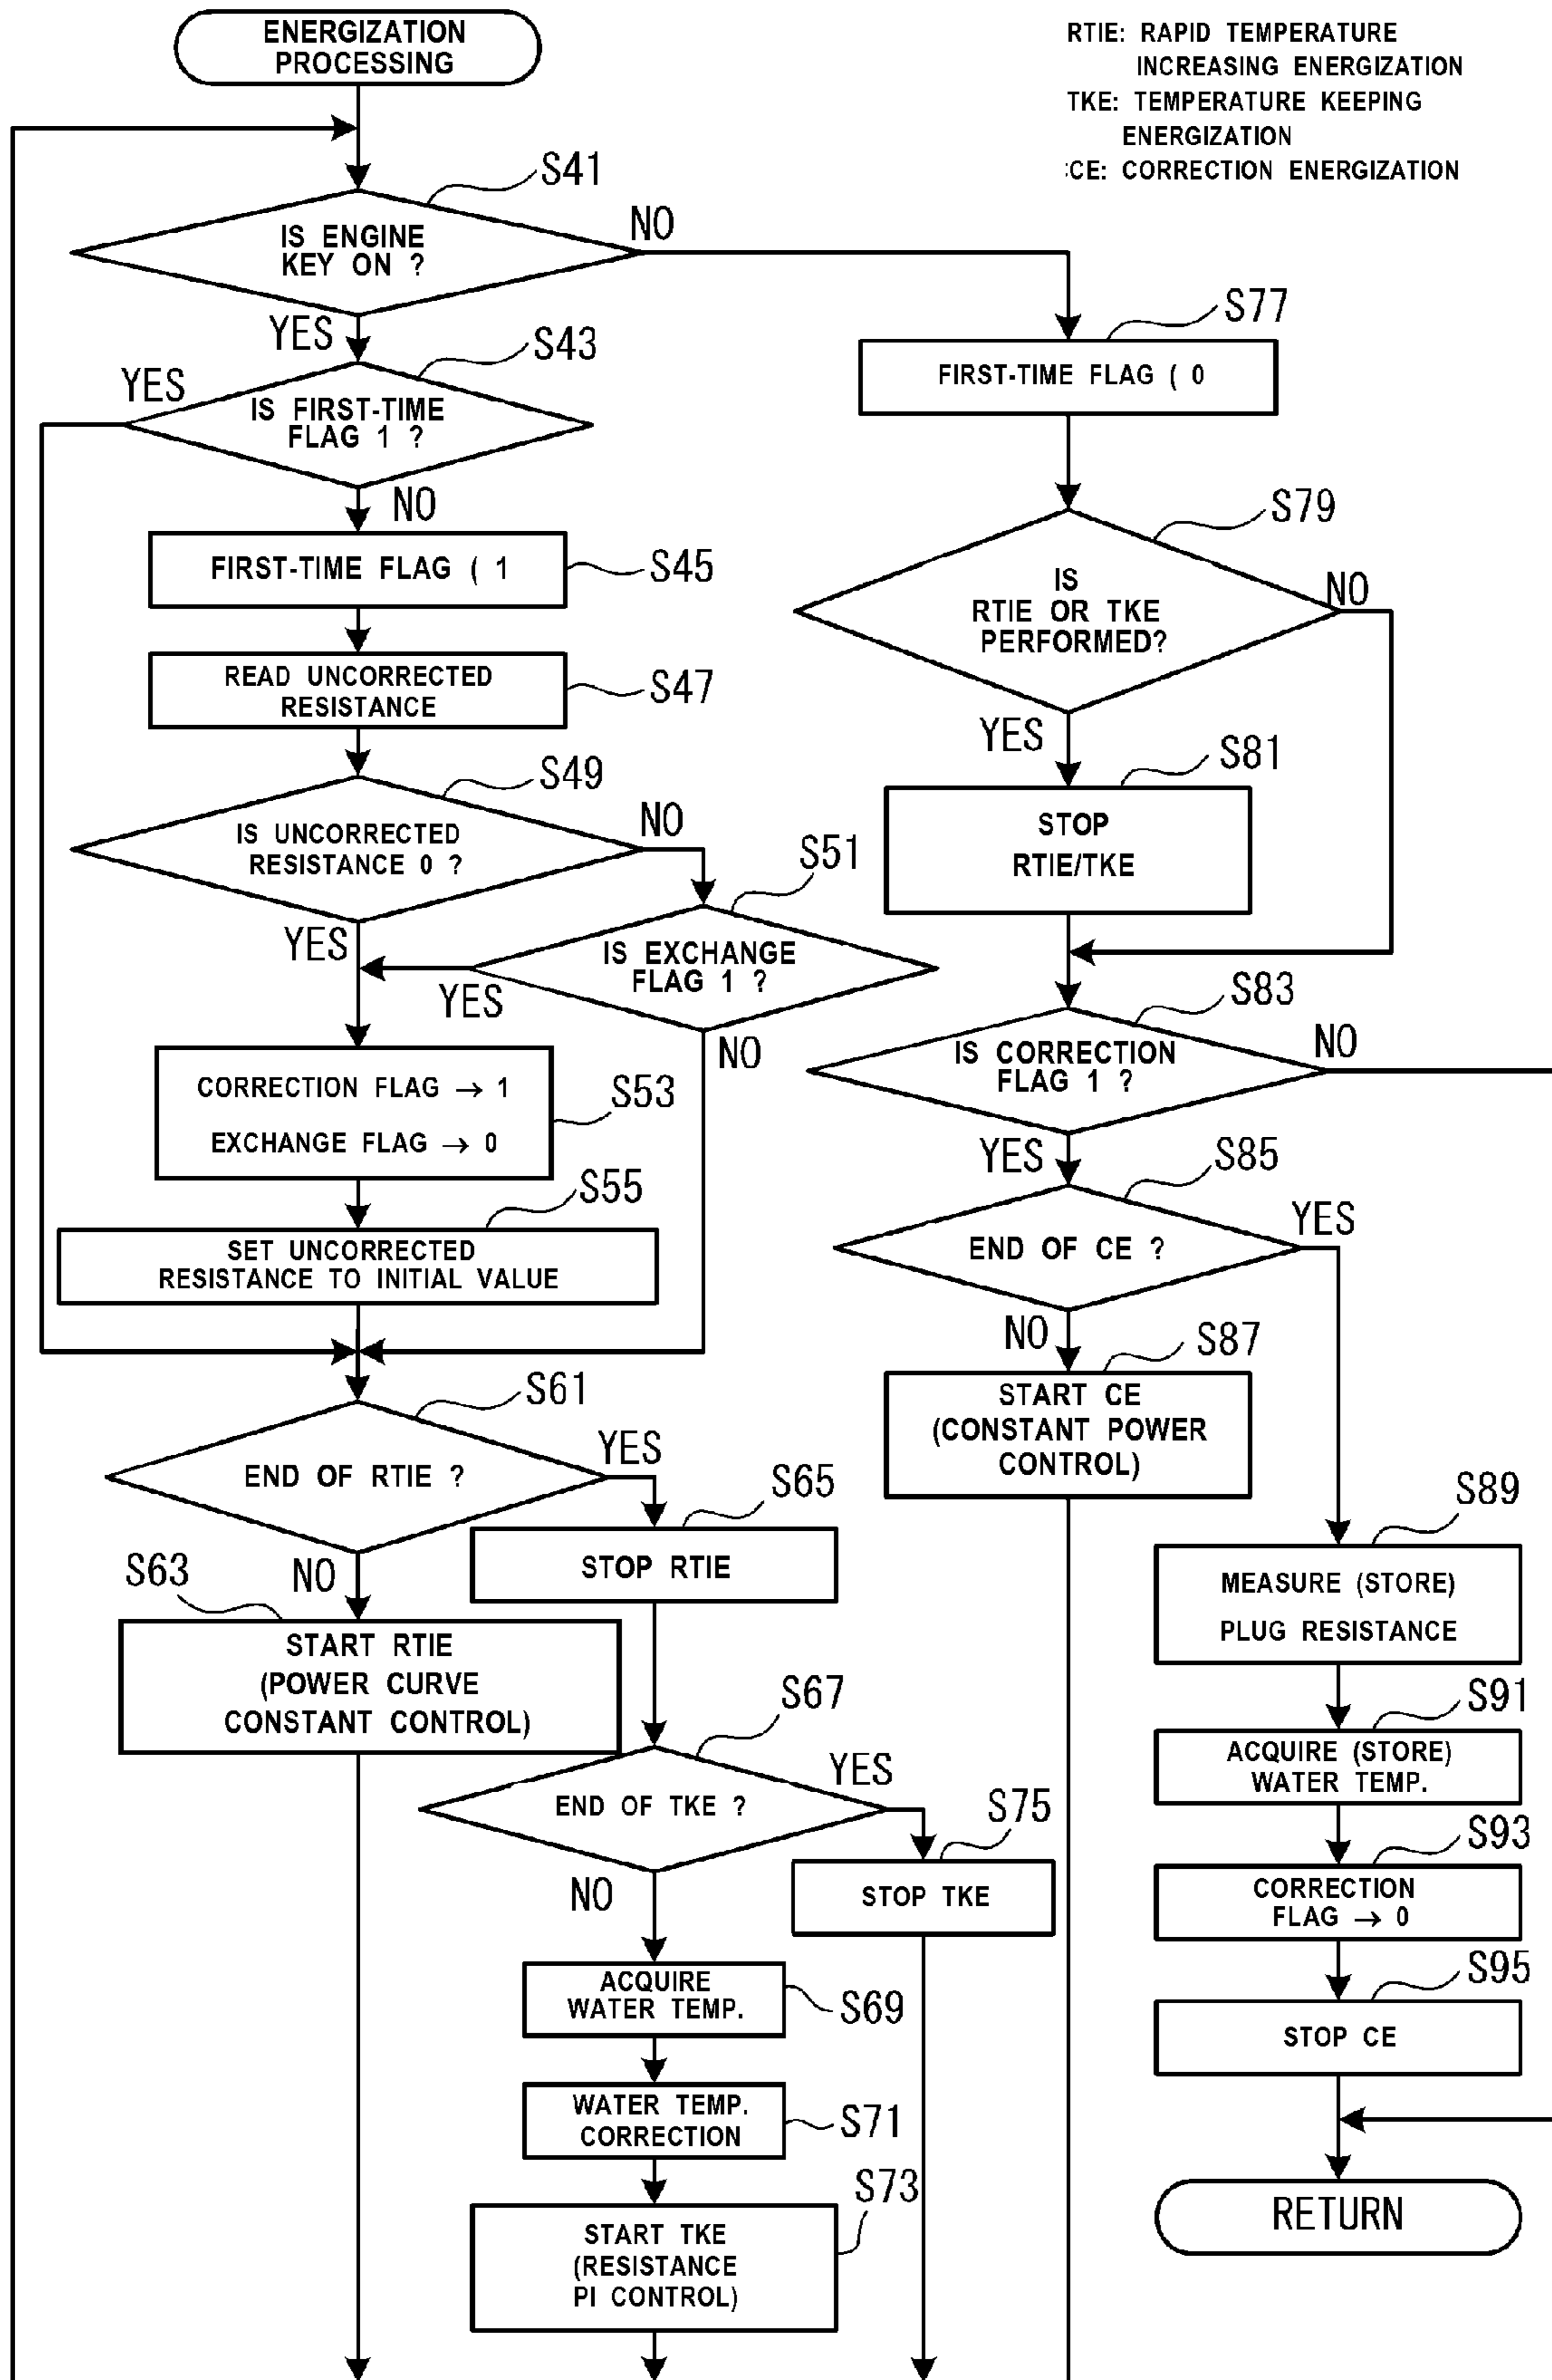 ENERGIZATION
PROCESSING
RTIE: RAPID TEMPERATURE
INCREASING ENERGIZATION
TKE: TEMPERATURE KEEPING
ENERGIZATION
CE: CORRECTION ENERGIZATION
S41
IS ENGINE
KEY ON ?
NO
YES
S43
YES
IS FIRST-TIME
FLAG 1 ?
NO
FIRST-TIME FLAG ( 1
S45
READ UNCORRECTED
RESISTANCE
S47
S49
IS UNCORRECTED
RESISTANCE 0 ?
NO
YES
S51
IS EXCHANGE
FLAG 1 ?
YES
NO
CORRECTION FLAG → 1
EXCHANGE FLAG → 0
S53
S55
SET UNCORRECTED
RESISTANCE TO INITIAL VALUE
S61
END OF RTIE ?
YES
NO
S63
START RTIE
(POWER CURVE
CONSTANT CONTROL)
S65
STOP RTIE
S67
END OF TKE ?
YES
NO
S75
STOP TKE
ACQUIRE
WATER TEMP.
S69
WATER TEMP.
CORRECTION
S71
S73
START TKE
(RESISTANCE
PI CONTROL)
S77
FIRST-TIME FLAG ( 0
S79
IS
RTIE OR TKE
PERFORMED?
NO
YES
S81
STOP
RTIE/TKE
S83
IS CORRECTION
FLAG 1 ?
NO
YES
S85
END OF CE ?
YES
NO
S87
START CE
(CONSTANT POWER
CONTROL)
S89
MEASURE (STORE)
PLUG RESISTANCE
S91
ACQUIRE (STORE)
WATER TEMP.
S93
CORRECTION
FLAG → 0
S95
STOP CE
RETURN